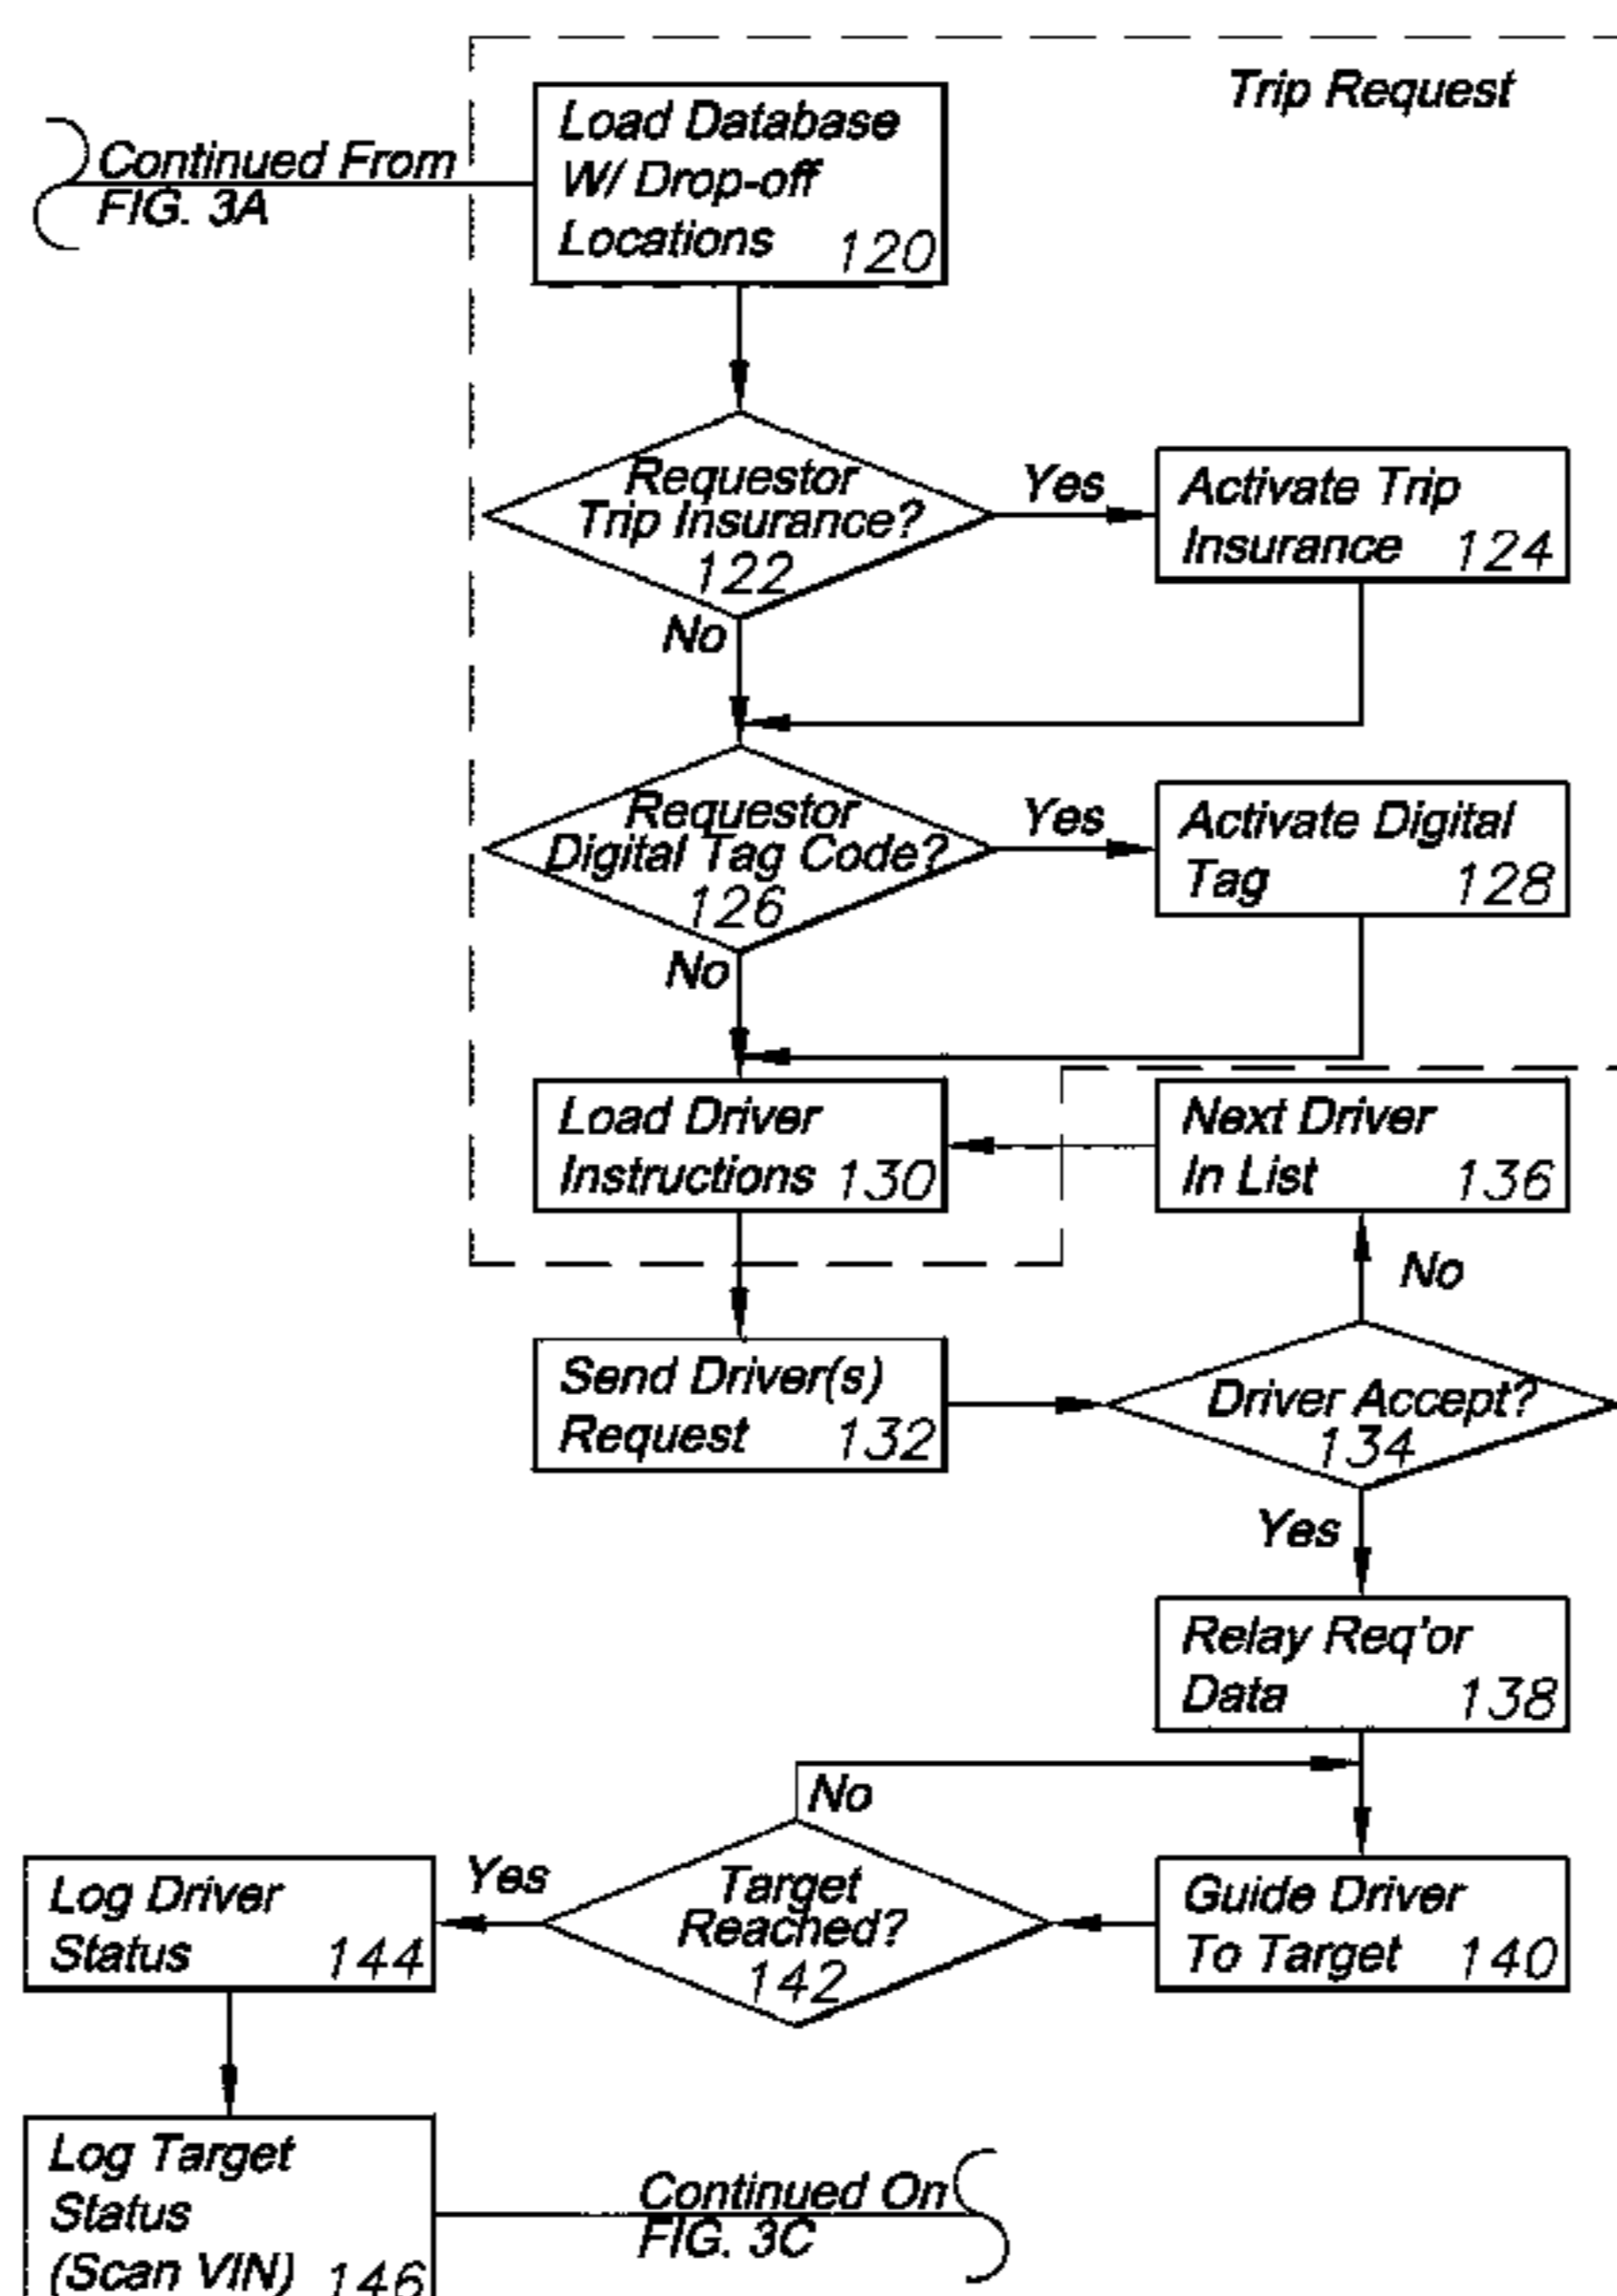 Trip Request
Continued From
FIG. 3A
Load Database
W/ Drop-off
Locations 120
Requestor
Trip Insurance?
122
Yes
Activate Trip
Insurance 124
No
Requestor
Digital Tag Code?
126
Yes
Activate Digital
Tag 128
No
Load Driver
Instructions 130
Next Driver
In List 136
No
Send Driver(s)
Request 132
Driver Accept?
134
Yes
Relay Req'or
Data 138
No
Log Driver
Status 144
Yes
Target
Reached?
142
Guide Driver
To Target 140
Log Target
Status
(Scan VIN) 146
Continued On
FIG. 3C